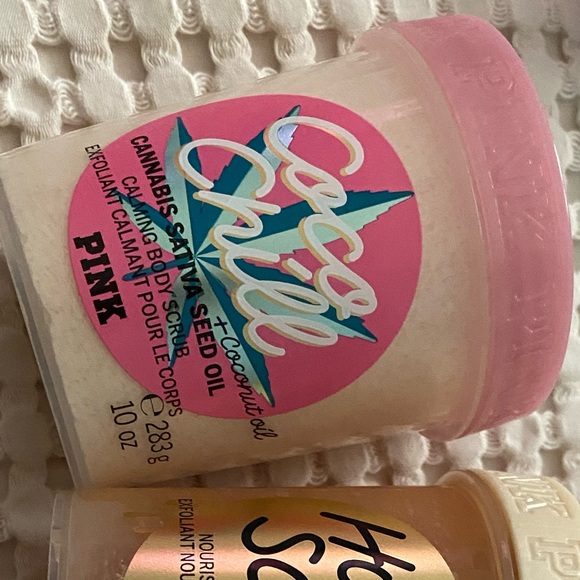 Coco
Chill
CANNABIS SATIVA SEED OIL
+ Coconut oil
CALMING BODY SCRUB
EXFOLIANT CALMANT POUR LE CORPS
PINK
e 283g
10 oz
PINK
NOURIS
EXFOLIANT NOU